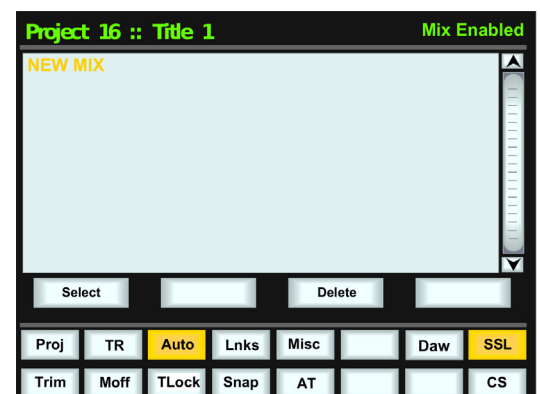 Project 16 :: Title 1 Mix Enabled
NEW MIX
Select Delete
Proj TR Auto Lnks Misc Daw SSL
Trim Moff TLock Snap AT CS